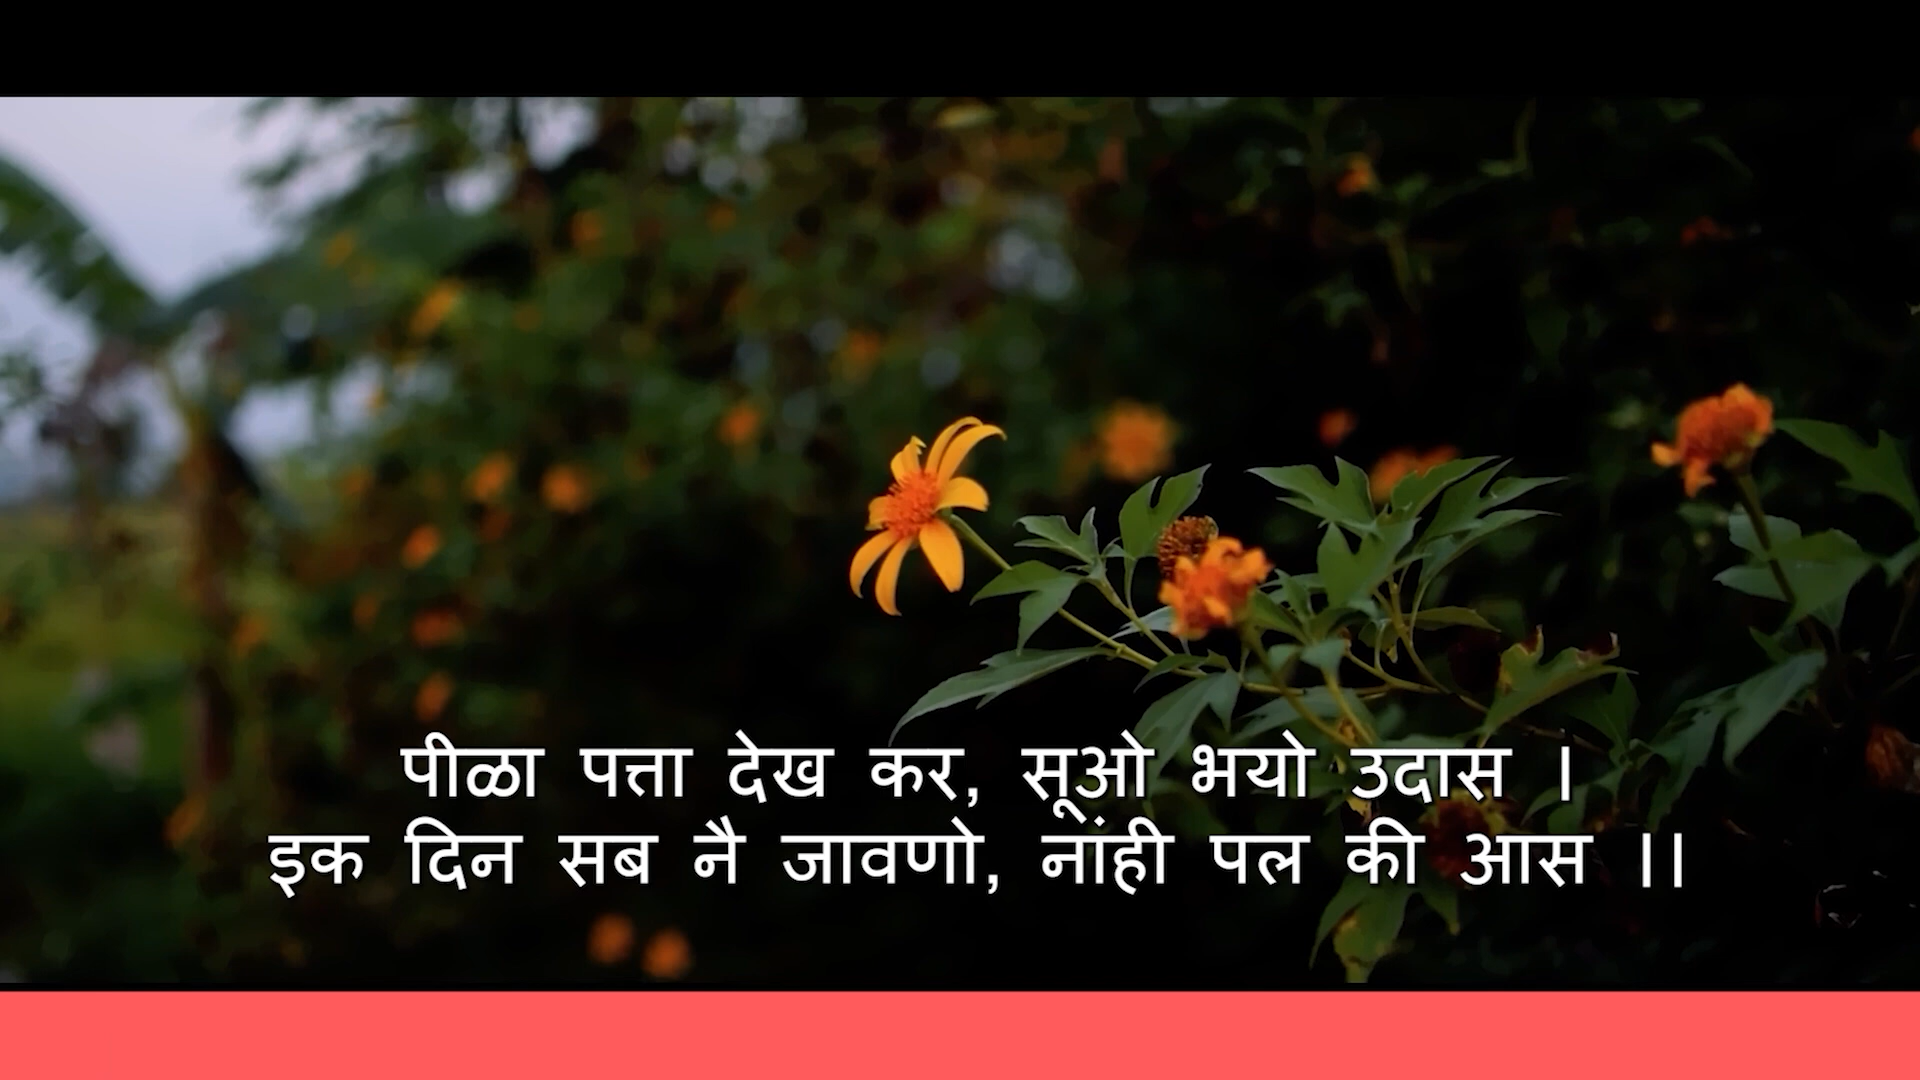 पीळा पत्ता देख कर, सूओ भयो उदास ।
इक दिन सब नै जावणो, नांही पल की आस ।।